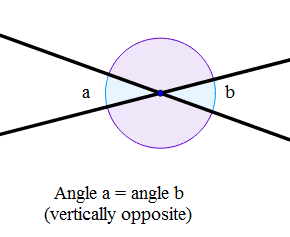 a b
Angle a = angle b
(vertically opposite)